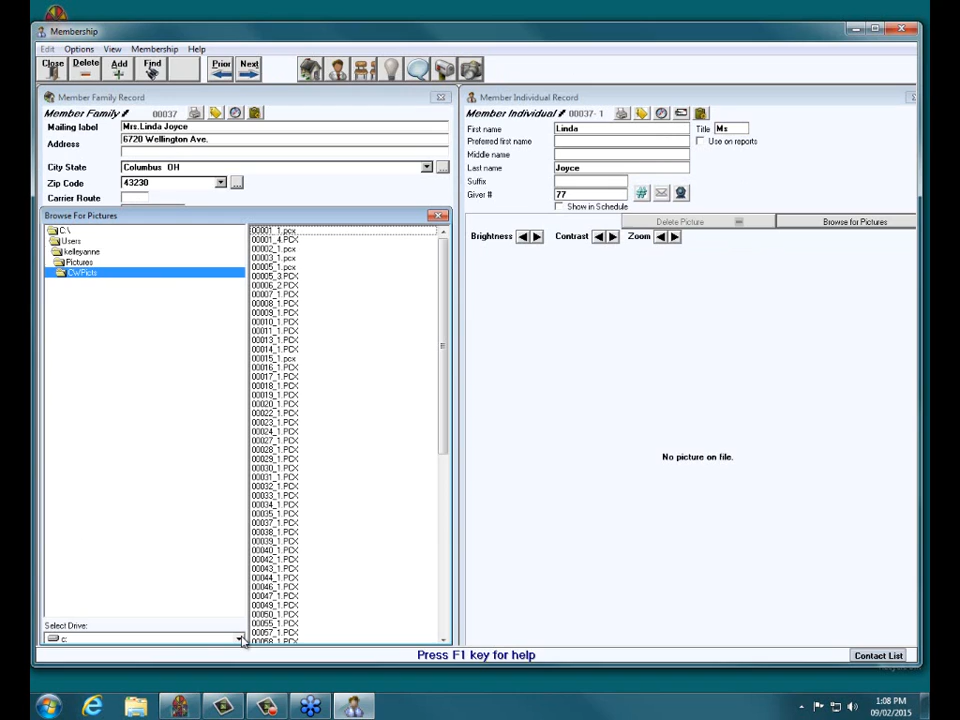 Membership
Edit Options View Membership Help
Close Delete Add Find Prior Next
Member Family Record
Member Family # 00037
Mailing label Mrs.Linda Joyce
Address 6720 Wellington Ave.
City State Columbus OH
Zip Code 43230
Carrier Route
Browse For Pictures
C:\
Users
kelleyanne
Pictures
CWPicts
00001_1.pcx
00001_4.PCX
00002_1.pcx
00003_1.pcx
00005_1.pcx
00005_3.PCX
00006_2.PCX
00007_1.PCX
00008_1.PCX
00009_1.PCX
00010_1.PCX
00011_1.PCX
00013_1.PCX
00014_1.PCX
00015_1.pcx
00016_1.PCX
00017_1.PCX
00018_1.PCX
00019_1.PCX
00020_1.PCX
00022_1.PCX
00023_1.PCX
00024_1.PCX
00027_1.PCX
00028_1.PCX
00029_1.PCX
00030_1.PCX
00031_1.PCX
00032_1.PCX
00033_1.PCX
00034_1.PCX
00035_1.PCX
00037_1.PCX
00038_1.PCX
00039_1.PCX
00040_1.PCX
00042_1.PCX
00043_1.PCX
00044_1.PCX
00046_1.PCX
00047_1.PCX
00049_1.PCX
00050_1.PCX
00055_1.PCX
00057_1.PCX
00058_1.PCX
Select Drive:
c:
Member Individual Record
Member Individual # 00037- 1
First name Linda Title Ms
Preferred first name Use on reports
Middle name
Last name Joyce
Suffix
Giver # 77
Show in Schedule
Delete Picture Browse for Pictures
Brightness Contrast Zoom
No picture on file.
Press F1 key for help
Contact List
1:08 PM
09/02/2015